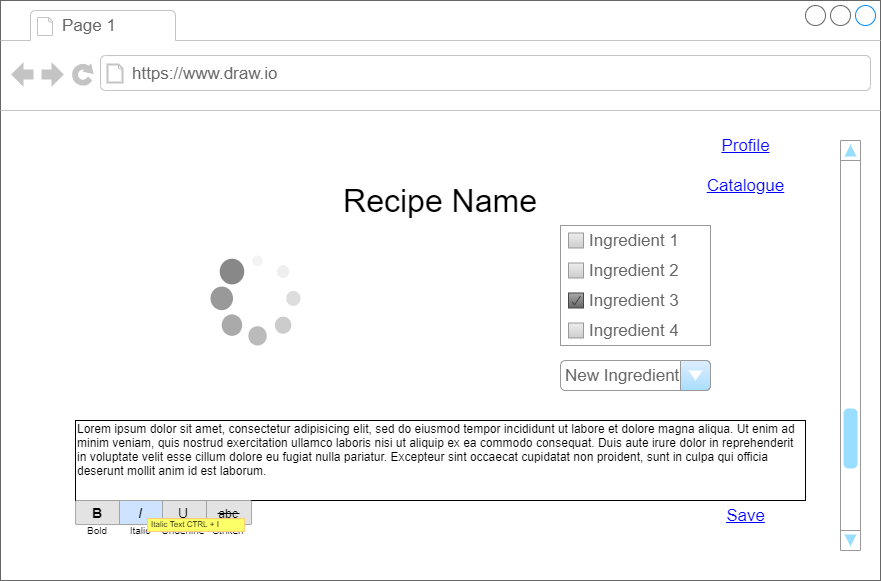 Page 1
https://www.draw.io
Profile
Catalogue
Recipe Name
Ingredient 1
Ingredient 2
Ingredient 3
Ingredient 4
New Ingredient
Lorem ipsum dolor sit amet, consectetur adipisicing elit, sed do eiusmod tempor incididunt ut labore et dolore magna aliqua. Ut enim ad
minim veniam, quis nostrud exercitation ullamco laboris nisi ut aliquip ex ea commodo consequat. Duis aute irure dolor in reprehenderit
in voluptate velit esse cillum dolore eu fugiat nulla pariatur. Excepteur sint occaecat cupidatat non proident, sunt in culpa qui officia
deserunt mollit anim id est laborum.
B I U abc
Italic Text CTRL + I
Bold Italic
Save